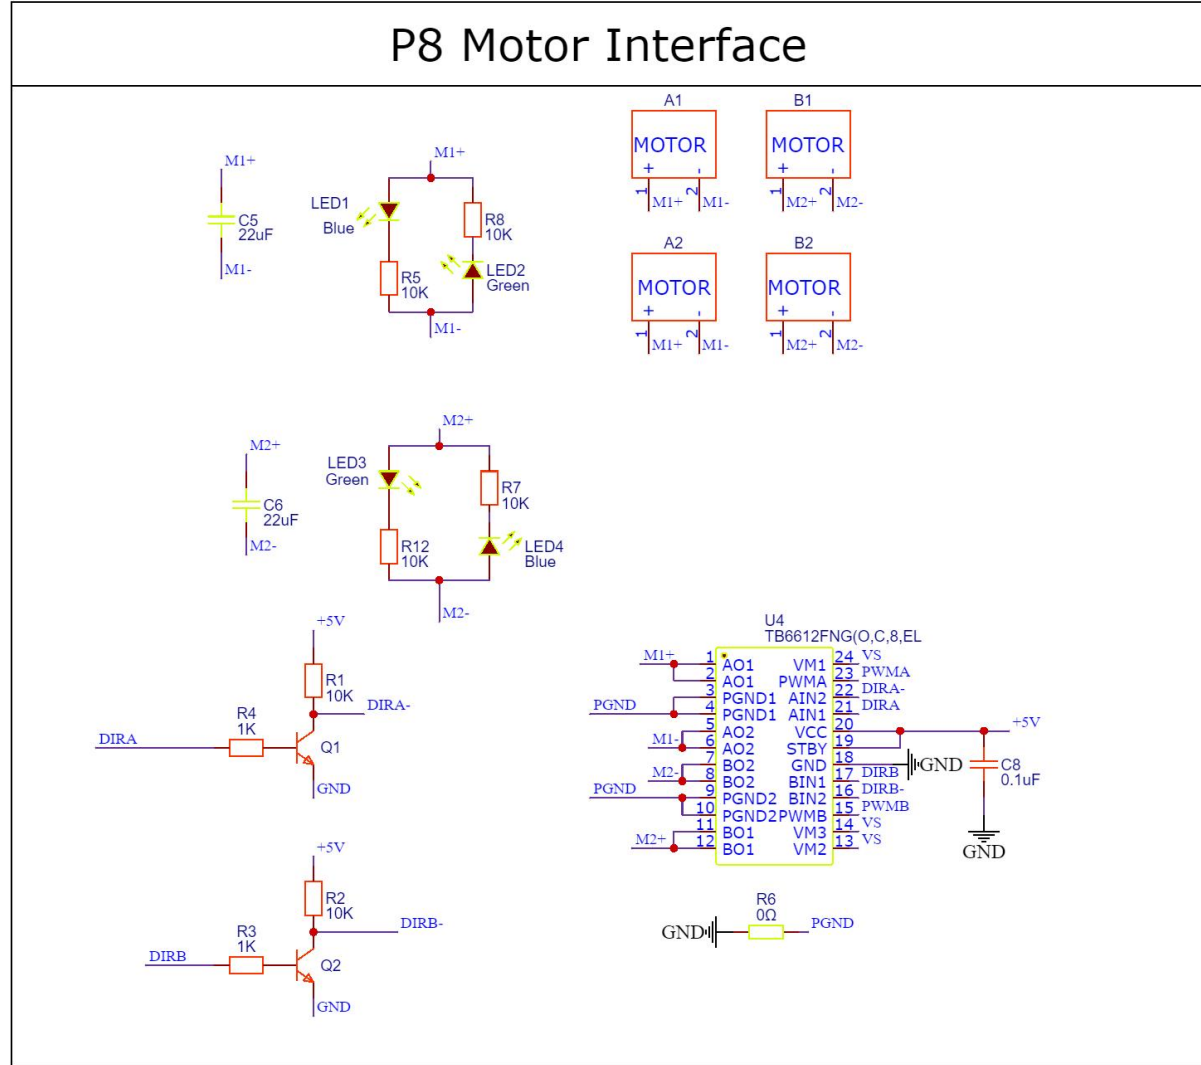 P8 Motor Interface
M1+
C5
22uF
M1-
M1+
LED1
Blue
R8
10K
R5
10K
LED2
Green
M1-
A1
MOTOR
+ -
1 2
M1+ M1-
B1
MOTOR
+ -
1 2
M2+ M2-
A2
MOTOR
+ -
1 2
M1+ M1-
B2
MOTOR
+ -
1 2
M2+ M2-
M2+
C6
22uF
M2-
M2+
LED3
Green
R7
10K
R12
10K
LED4
Blue
M2-
+5V
R1
10K
DIRA-
R4
1K
DIRA
Q1
GND
+5V
R2
10K
DIRB-
R3
1K
DIRB
Q2
GND
U4
TB6612FNG(O,C,8,EL
M1+ 1 AO1 VM1 24 VS
2 AO1 PWMA 23 PWMA
3 PGND1 AIN2 22 DIRA-
PGND 4 PGND1 AIN1 21 DIRA
5 AO2 VCC 20 +5V
M1- 6 AO2 STBY 19
7 BO2 GND 18 GND
M2- 8 BO2 BIN1 17 DIRB
PGND 9 PGND2 BIN2 16 DIRB-
10 PGND2 PWMB 15 PWMB
11 BO1 VM3 14 VS
M2+ 12 BO1 VM2 13 VS
C8
0.1uF
GND
R6
0Ω
GND PGND